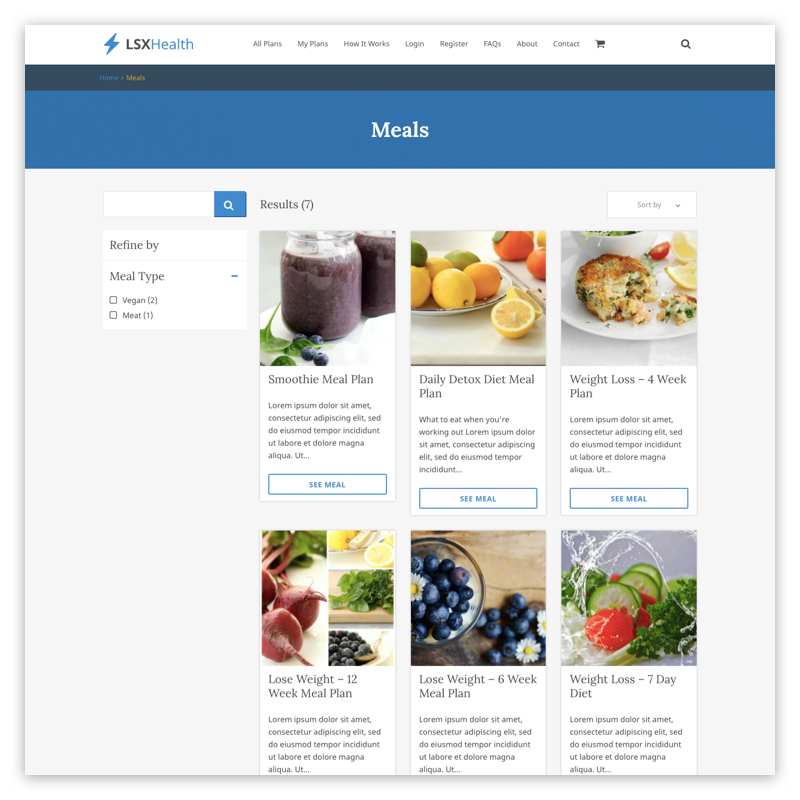 LSXHealth
All Plans My Plans How It Works Login Register FAQs About Contact
Home › Meals
Meals
Results (7)
Sort by
Refine by
Meal Type
Vegan (2)
Meat (1)
Smoothie Meal Plan
Lorem ipsum dolor sit amet,
consectetur adipiscing elit, sed
do eiusmod tempor incididunt
ut labore et dolore magna
aliqua. Ut...
SEE MEAL
Daily Detox Diet Meal
Plan
What to eat when you're
working out Lorem ipsum dolor
sit amet, consectetur adipiscing
elit, sed do eiusmod tempor
incididunt...
SEE MEAL
Weight Loss – 4 Week
Plan
Lorem ipsum dolor sit amet,
consectetur adipiscing elit, sed
do eiusmod tempor incididunt
ut labore et dolore magna
aliqua. Ut...
SEE MEAL
Lose Weight – 12
Week Meal Plan
Lorem ipsum dolor sit amet,
consectetur adipiscing elit, sed
do eiusmod tempor incididunt
ut labore et dolore magna
aliqua. Ut...
Lose Weight – 6 Week
Meal Plan
Lorem ipsum dolor sit amet,
consectetur adipiscing elit, sed
do eiusmod tempor incididunt
ut labore et dolore magna
aliqua. Ut...
Weight Loss – 7 Day
Diet
Lorem ipsum dolor sit amet,
consectetur adipiscing elit, sed
do eiusmod tempor incididunt
ut labore et dolore magna
aliqua. Ut...